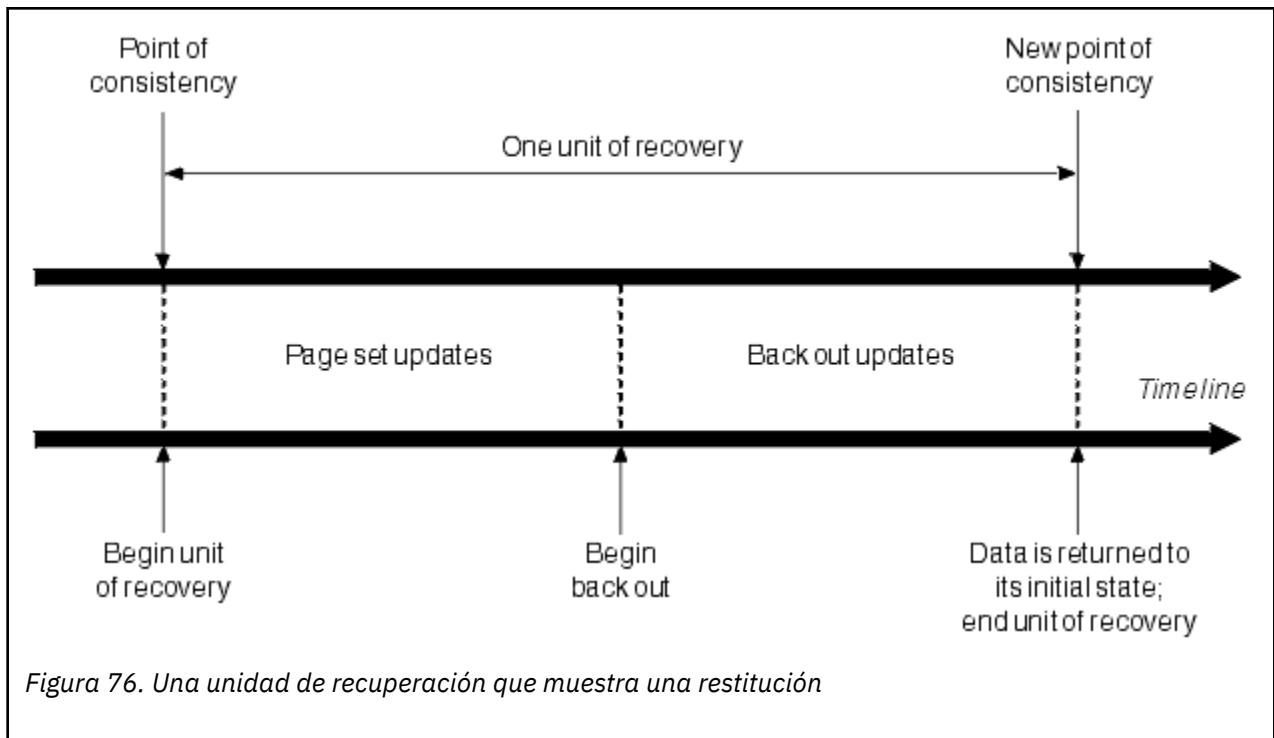 Point of
consistency
New point of
consistency
One unit of recovery
Page set updates
Back out updates
Timeline
Begin unit
of recovery
Begin
back out
Data is returned to
its initial state;
end unit of recovery
Figura 76. Una unidad de recuperación que muestra una restitución